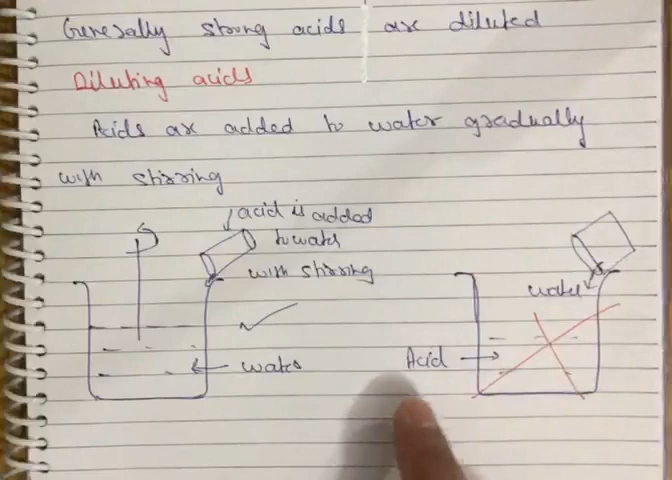 Generally strong acids are diluted
Diluting acids
Acids are added to water gradually
with stirring
acid is added
to water
with stirring
water
water
Acid